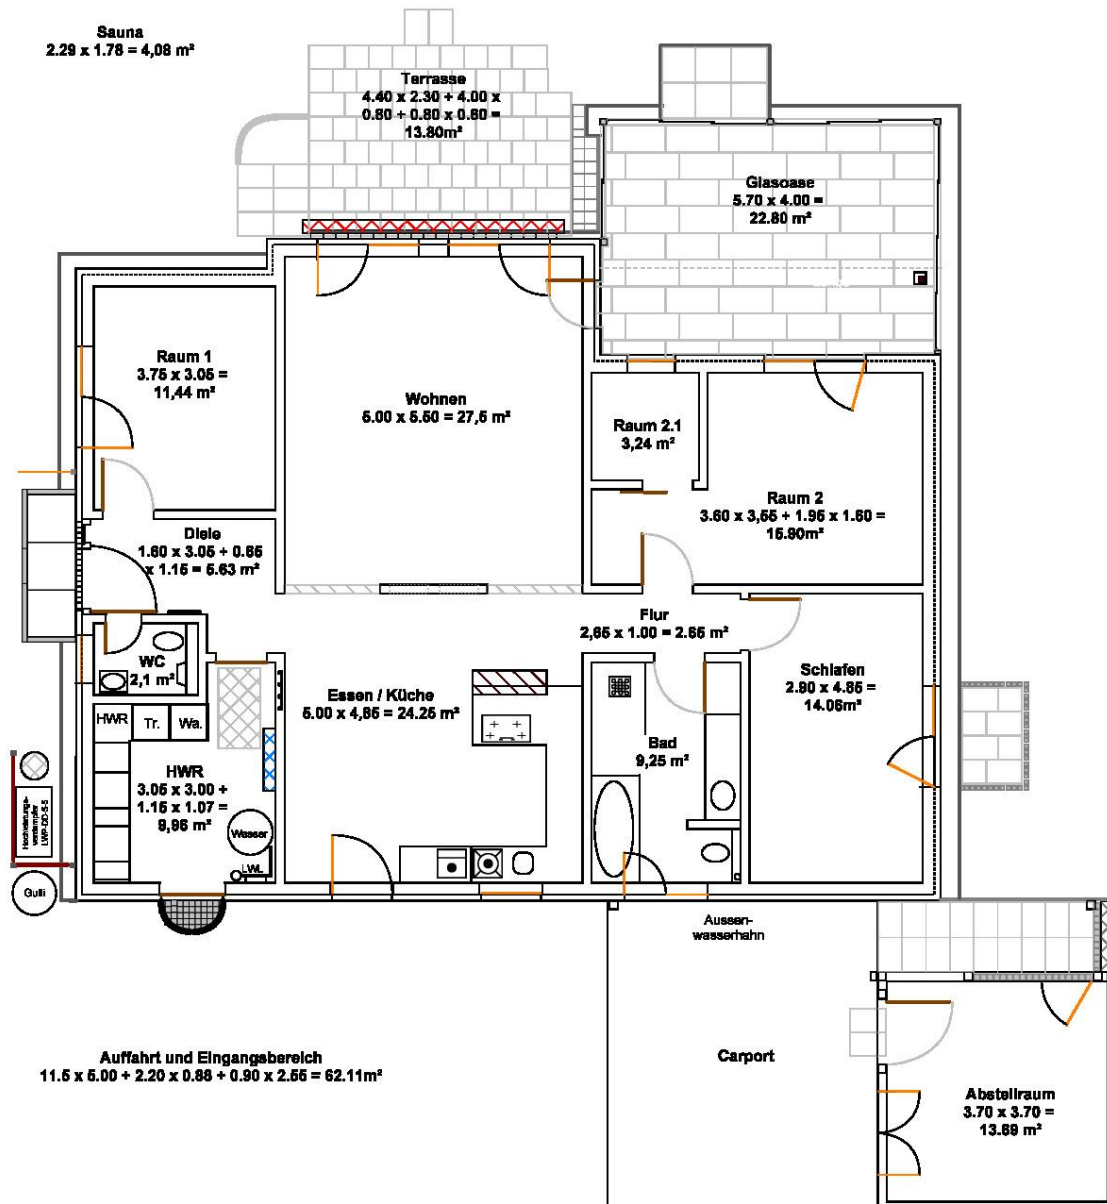 Sauna
2.29 x 1.78 = 4,08 m²
Terrasse
4.40 x 2.30 + 4.00 x
0.80 + 0.80 x 0.60 =
13.80m²
Glasoase
5.70 x 4.00 =
22.80 m²
Raum 1
3.75 x 3.05 =
11,44 m²
Wohnen
5.00 x 5.50 = 27,5 m²
Raum 2.1
3,24 m²
Raum 2
3.60 x 3,55 + 1.95 x 1.60 =
15.90m²
Diele
1.60 x 3.05 + 0.65
x 1.15 = 5.63 m²
Flur
2,65 x 1.00 = 2.65 m²
WC
2,1 m²
Schlafen
2.90 x 4.85 =
14.06m²
Essen / Küche
5.00 x 4,85 = 24.25 m²
HWR
Tr.
Wa.
Bad
9,25 m²
HWR
3.05 x 3.00 +
1.15 x 1.07 =
9,96 m²
Wasser
LWL
Hochleistungs-
verdampfer
Gulli
Aussen-
wasserhahn
Auffahrt und Eingangsbereich
11.5 x 5.00 + 2.20 x 0.88 + 0.90 x 2.55 = 62.11m²
Carport
Abstellraum
3.70 x 3.70 =
13.69 m²